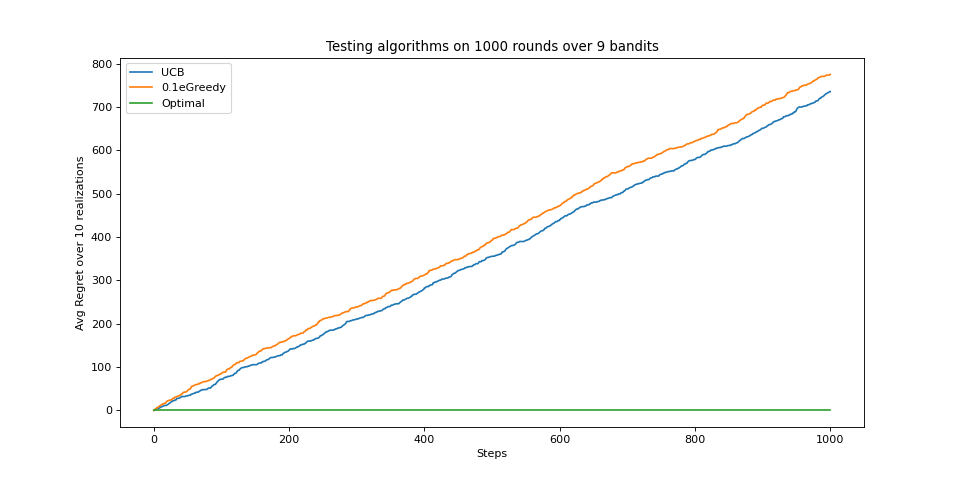 Testing algorithms on 1000 rounds over 9 bandits
UCB
0.1eGreedy
Optimal
Avg Regret over 10 realizations
800
700
600
500
400
300
200
100
0
0 200 400 600 800 1000
Steps